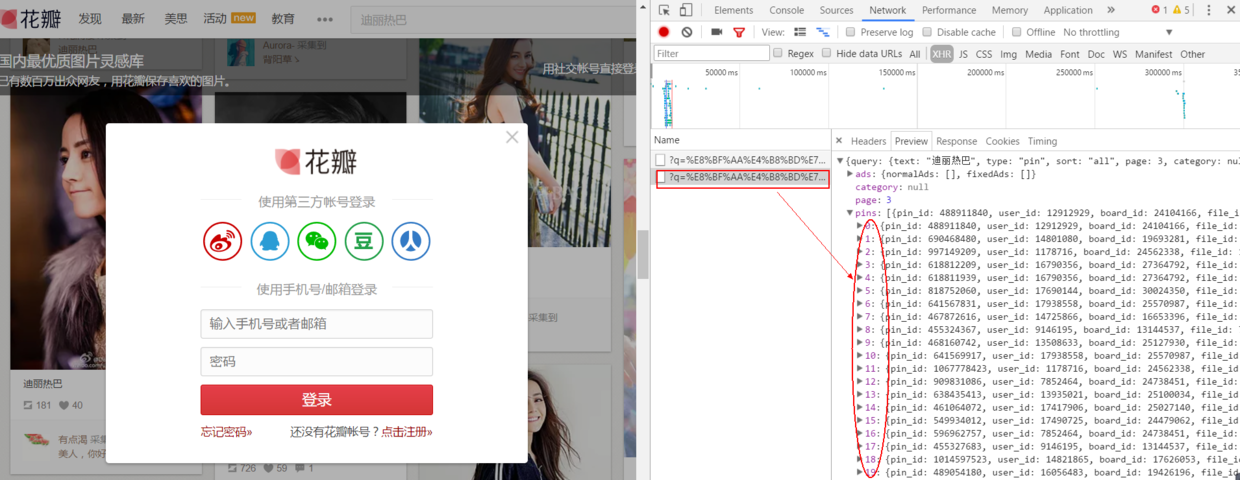 花瓣 发现 最新 美思 活动 new 教育 ••• 迪丽热巴
Aurora- 采集到
背阳草、
国内最优质图片灵感库
已有数百万出众网友，用花瓣保存喜欢的图片。
用社交帐号直接登录
花瓣
使用第三方帐号登录
豆
人
使用手机号/邮箱登录
输入手机号或者邮箱
密码
登录
忘记密码»
还没有花瓣帐号？点击注册»
迪丽热巴
181 40
有点渴 采集
美人，你好
726 59 1
采集到
Elements Console Sources Network Performance Memory Application » 1 5
View: Preserve log Disable cache Offline No throttling
Filter Regex Hide data URLs All XHR JS CSS Img Media Font Doc WS Manifest Other
50000 ms 100000 ms 150000 ms 200000 ms 250000 ms 300000 ms
Name
?q=%E8%BF%AA%E4%B8%BD%E7...
?q=%E8%BF%AA%E4%B8%BD%E7...
× Headers Preview Response Cookies Timing
{query: {text: "迪丽热巴", type: "pin", sort: "all", page: 3, category: nul
ads: {normalAds: [], fixedAds: []}
category: null
page: 3
pins: [{pin_id: 488911840, user_id: 12912929, board_id: 24104166, file_i
0: {pin_id: 488911840, user_id: 12912929, board_id: 24104166, file_id
1: {pin_id: 690468480, user_id: 14801080, board_id: 19693281, file_id
2: {pin_id: 997149209, user_id: 1178716, board_id: 24562338, file_id:
3: {pin_id: 618812209, user_id: 16790356, board_id: 27364792, file_id
4: {pin_id: 618811939, user_id: 16790356, board_id: 27364792, file_id
5: {pin_id: 818752060, user_id: 17690144, board_id: 30024350, file_id
6: {pin_id: 641567831, user_id: 17938558, board_id: 25570987, file_id
7: {pin_id: 467872616, user_id: 14725866, board_id: 16653396, file_id
8: {pin_id: 455324367, user_id: 9146195, board_id: 13144537, file_id:
9: {pin_id: 468160742, user_id: 13508633, board_id: 25127930, file_id
10: {pin_id: 641569917, user_id: 17938558, board_id: 25570987, file_i
11: {pin_id: 1067778423, user_id: 1178716, board_id: 24562338, file_i
12: {pin_id: 909831086, user_id: 7852464, board_id: 24738451, file_id
13: {pin_id: 638435413, user_id: 13935021, board_id: 25100034, file_i
14: {pin_id: 461064072, user_id: 17417906, board_id: 25027140, file_i
15: {pin_id: 549934012, user_id: 17490725, board_id: 24479062, file_i
16: {pin_id: 596962757, user_id: 7852464, board_id: 24738451, file_id
17: {pin_id: 455327683, user_id: 9146195, board_id: 13144537, file_id
18: {pin_id: 1014597523, user_id: 14821865, board_id: 17626053, file_
19: {pin_id: 489054180, user_id: 16056483, board_id: 19426196, file_i